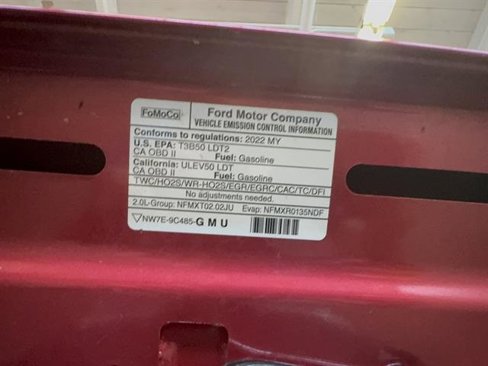 FoMoCo
Ford Motor Company
VEHICLE EMISSION CONTROL INFORMATION
Conforms to regulations: 2022 MY
U.S. EPA: T3B50 LDT2
CA OBD II Fuel: Gasoline
California: ULEV50 LDT
CA OBD II Fuel: Gasoline
TWC/HO2S/WR-HO2S/EGR/EGRC/CAC/TC/DFI
No adjustments needed.
2.0L-Group: NFMXT02.02JU Evap: NFMXR0135NDF
NW7E-9C485-GMU